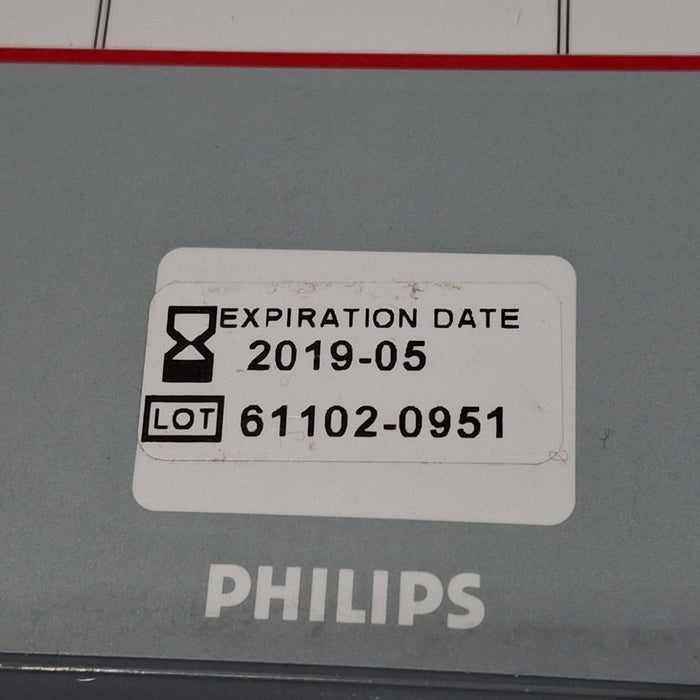 EXPIRATION DATE
2019-05
LOT 61102-0951
PHILIPS